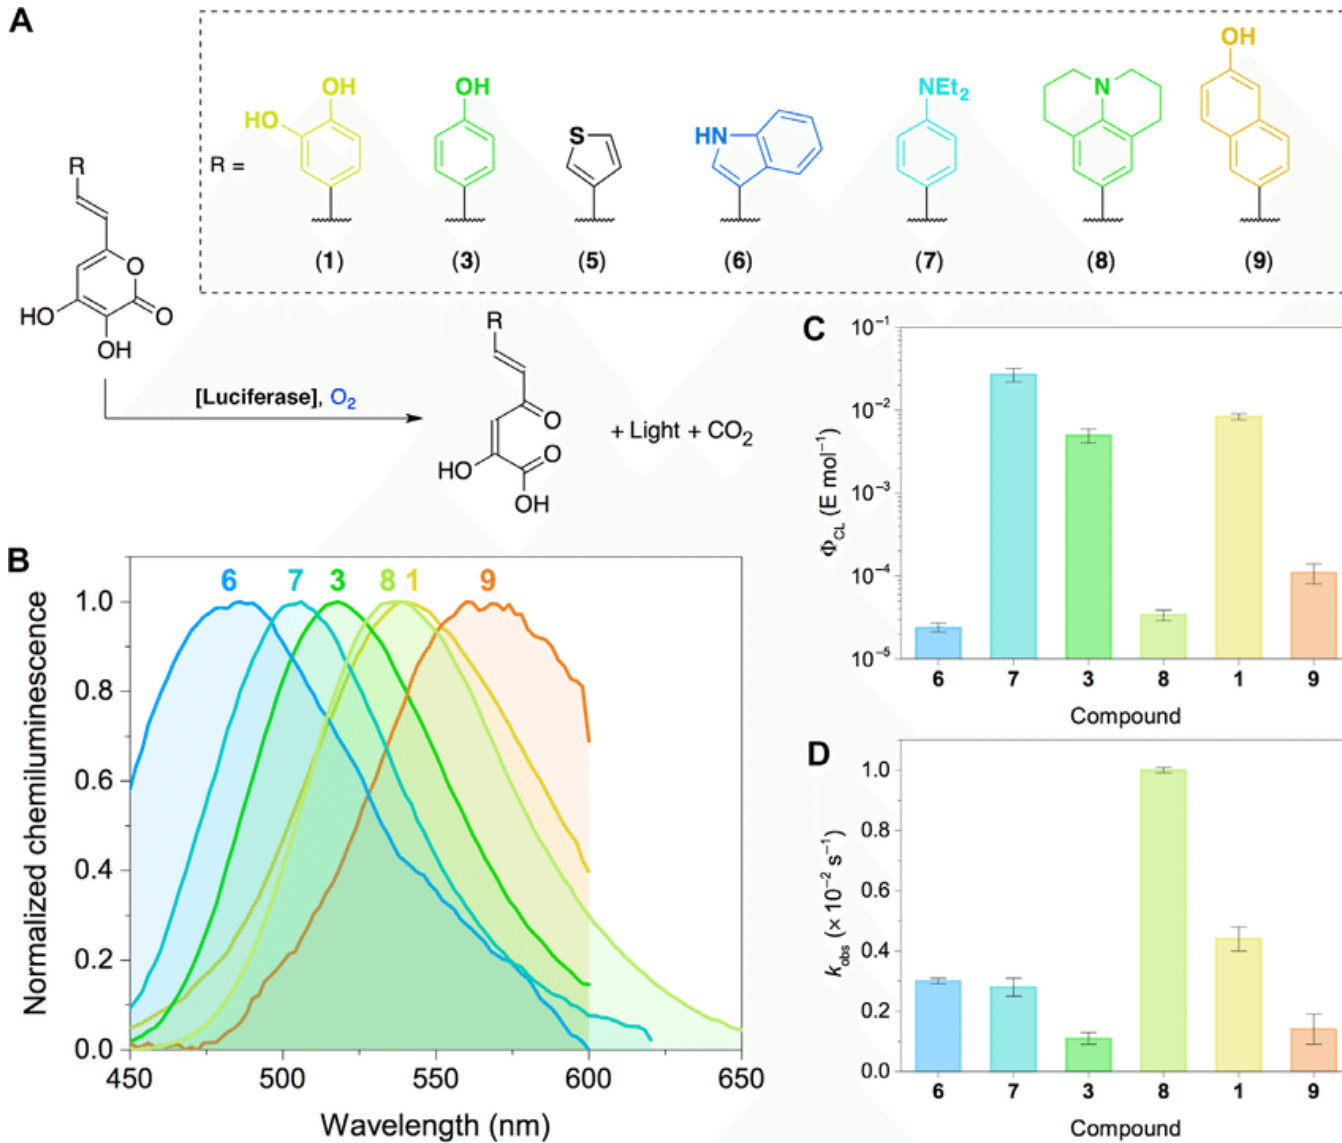 A
OH
HO
OH
S
HN
NEt₂
N
OH
R =
(1)
(3)
(5)
(6)
(7)
(8)
(9)
R
O
HO
O
OH
[Luciferase], O₂
R
O
HO
O
OH
+ Light + CO₂
B
6 7 3 8 1 9
Normalized chemiluminescence
1.0
0.8
0.6
0.4
0.2
0.0
450 500 550 600 650
Wavelength (nm)
C
Φ_CL (E mol⁻¹)
10⁻¹
10⁻²
10⁻³
10⁻⁴
10⁻⁵
6 7 3 8 1 9
Compound
D
k_obs (× 10⁻² s⁻¹)
1.0
0.8
0.6
0.4
0.2
0.0
6 7 3 8 1 9
Compound